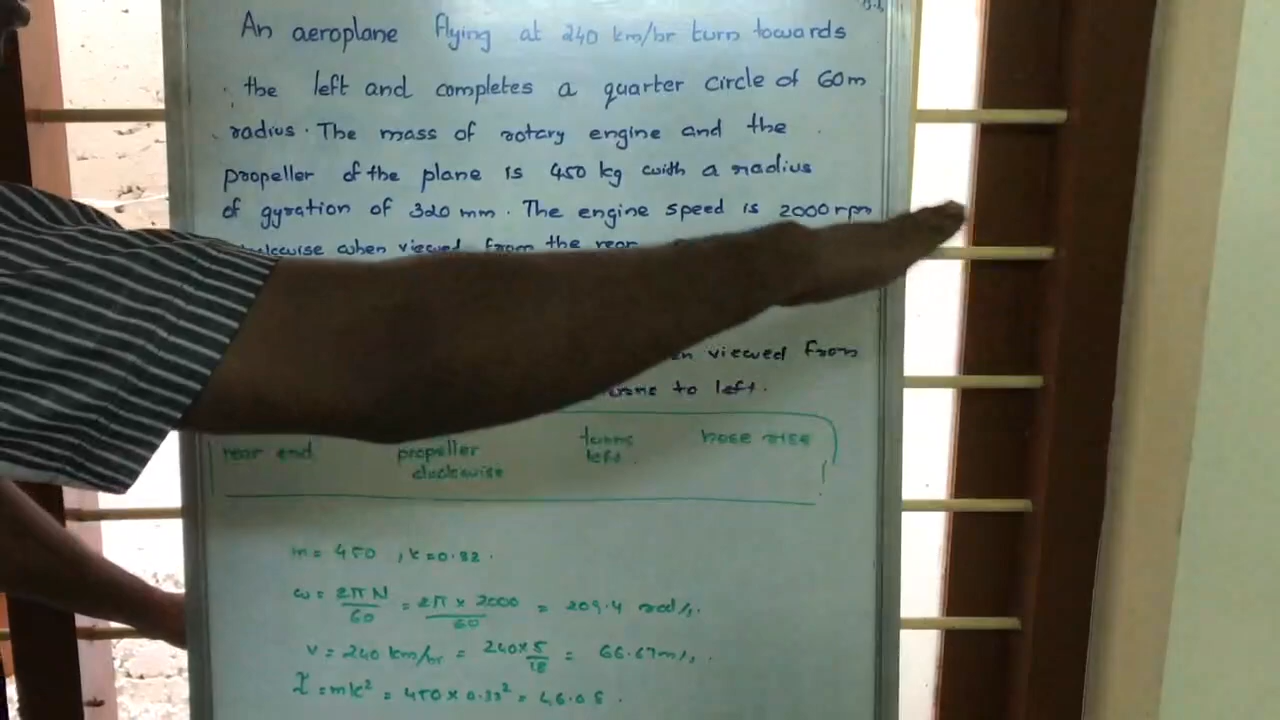 An aeroplane flying at 240 km/hr turn towards
the left and completes a quarter circle of 60m
radius. The mass of rotary engine and the
propeller of the plane is 450 kg with a radius
of gyration of 320 mm. The engine speed is 2000 rpm
when viewed from the rear
viewed from
to left.
rear end propeller clockwise turns left. nose rise
m = 450 , k = 0.32.
ω = 2πN/60 = 2π × 2000/60 = 209.4 rad/s.
v = 240 km/hr = 240×5/18 = 66.67m/s.
I = mk² = 450 × 0.32² = 46.08.